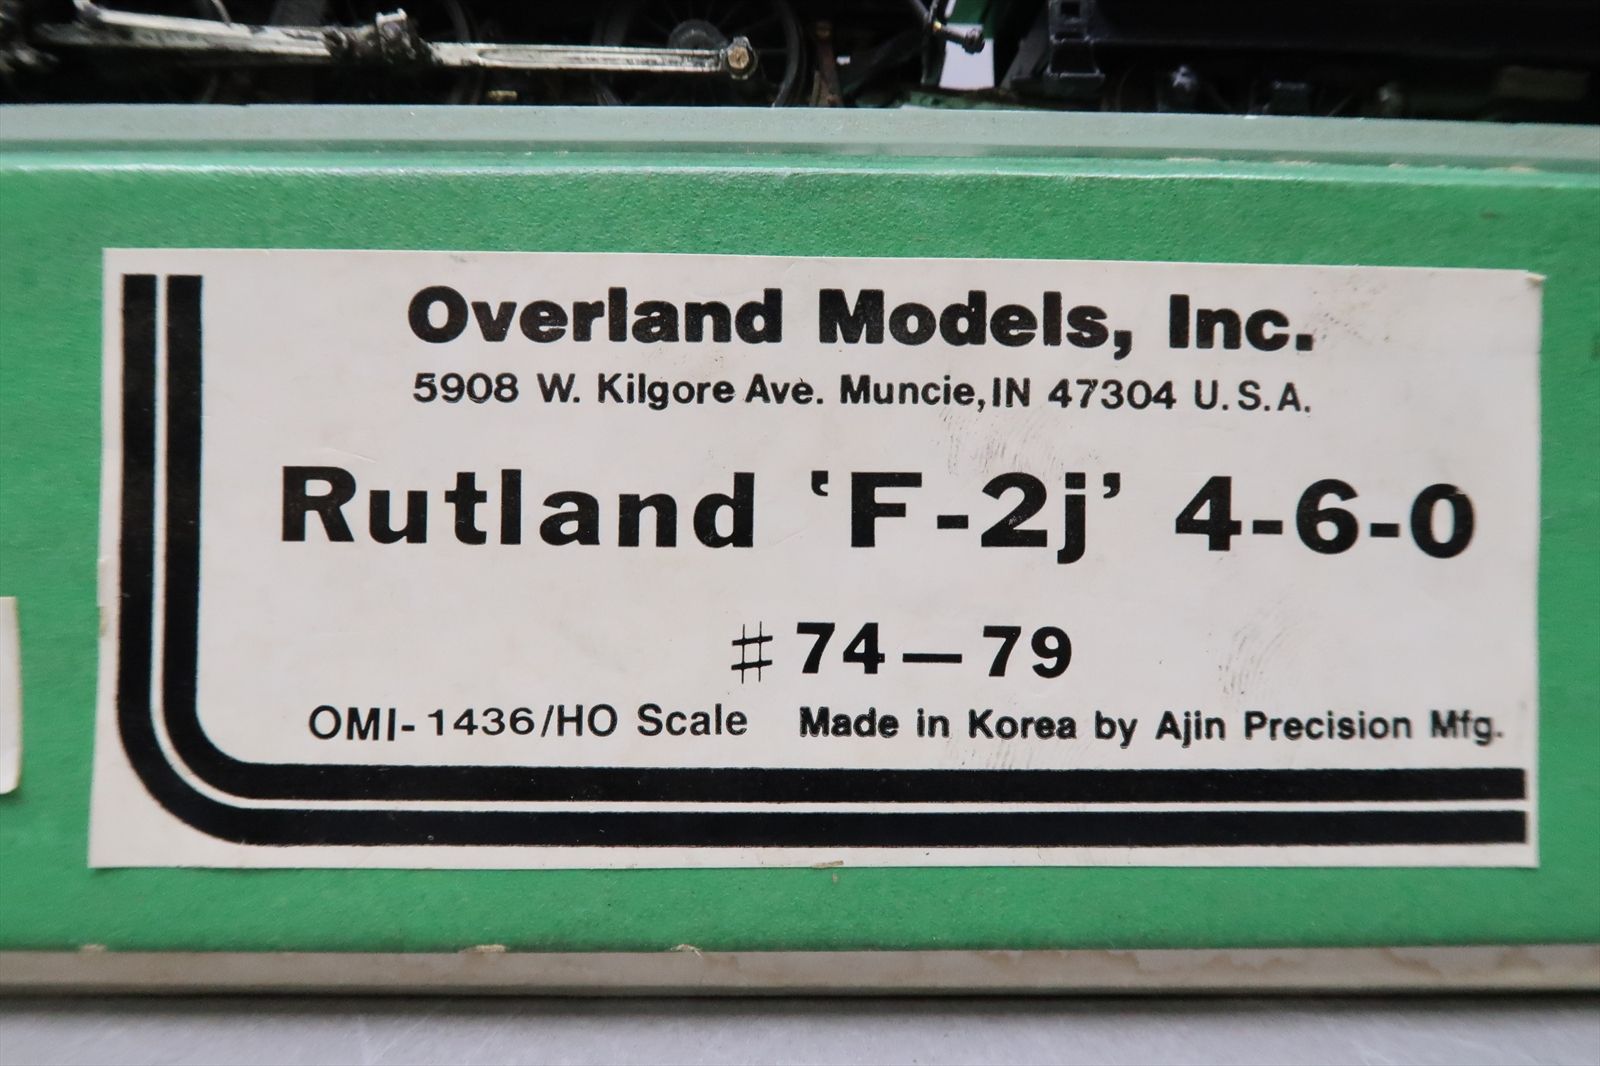 Overland Models, Inc.
5908 W. Kilgore Ave. Muncie, IN 47304 U.S.A.
Rutland ‘F-2j’ 4-6-0
#74—79
OMI-1436/HO Scale Made in Korea by Ajin Precision Mfg.